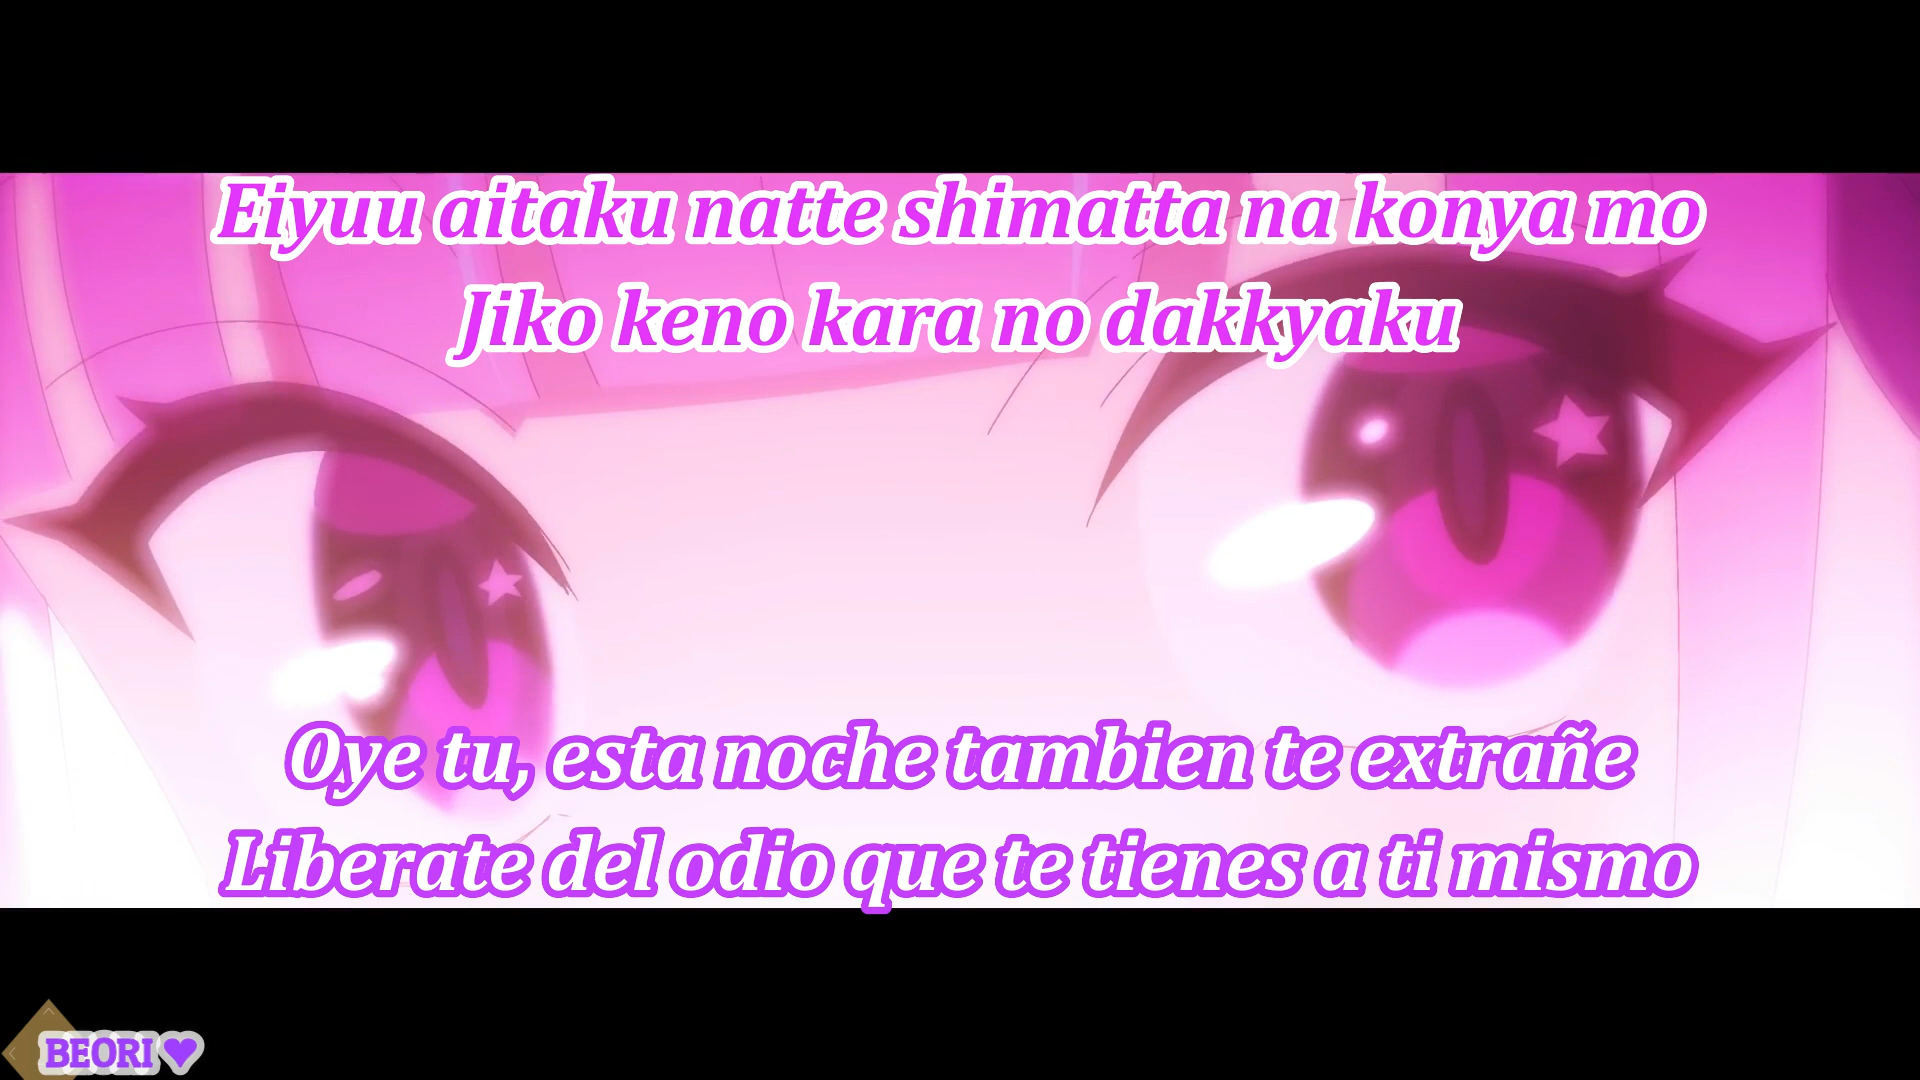 Eiyuu aitaku natte shimatta na konya mo
Jiko keno kara no dakkyaku
Oye tu, esta noche tambien te extrañe
Liberate del odio que te tienes a ti mismo
BEORI